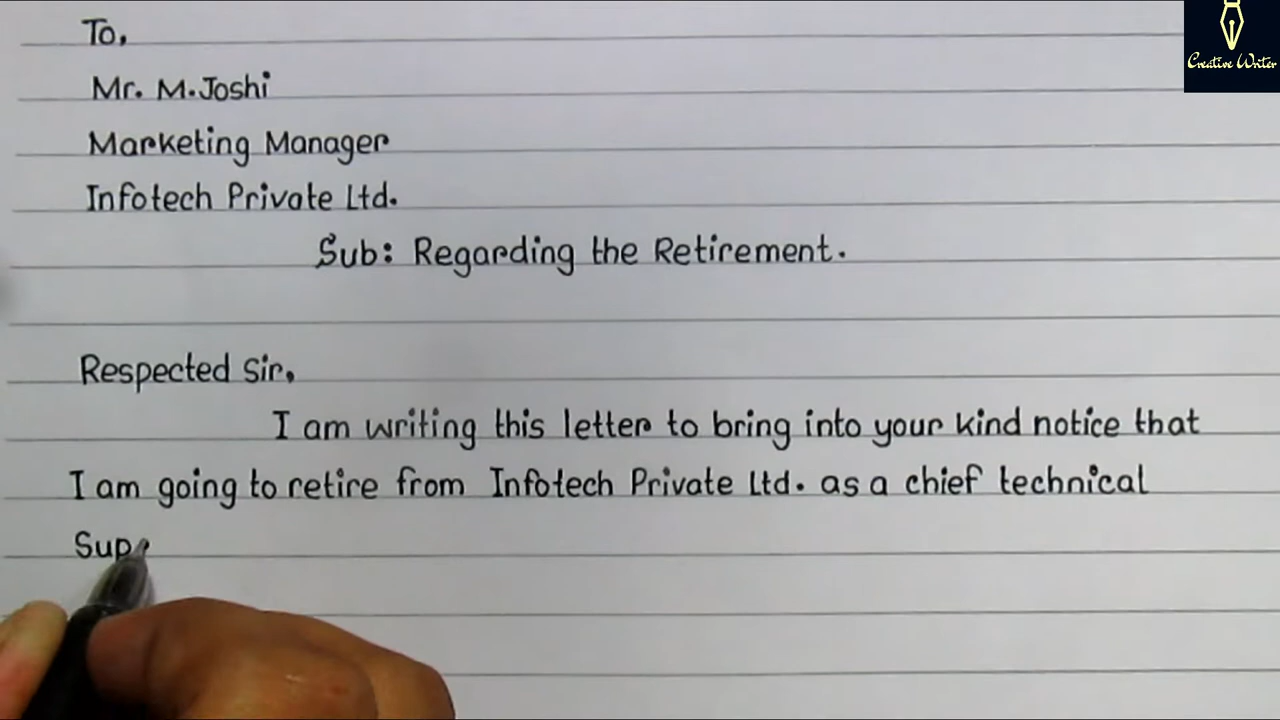 To,
Mr. M.Joshi
Marketing Manager
Infotech Private Ltd.
Sub: Regarding the Retirement.
Respected Sir,
I am writing this letter to bring into your kind notice that
I am going to retire from Infotech Private Ltd. as a chief technical
Sup
Creative Writer